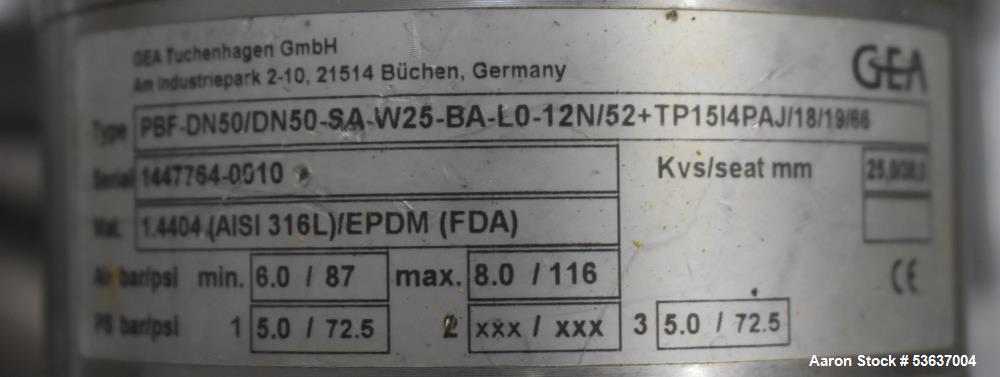 GEA Tuchenhagen GmbH
Am Industriepark 2-10, 21514 Büchen, Germany
GEA
Type PBF-DN50/DN50-SA-W25-BA-L0-12N/52+TP15I4PAJ/18/19/66
Serial 1447764-0010 Kvs/seat mm
Mat. 1.4404 (AISI 316L)/EPDM (FDA)
Air bar/psi min. 6.0 / 87 max. 8.0 / 116 CE
PS bar/psi 1 5.0 / 72.5 2 xxx / xxx 3 5.0 / 72.5
Aaron Stock # 53637004